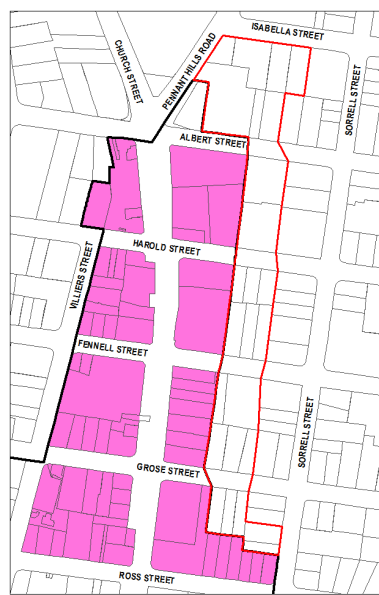 ISABELLA STREET
CHURCH STREET
PENNANT HILLS ROAD
SORRELL STREET
ALBERT STREET
HAROLD STREET
VILLIERS STREET
FENNELL STREET
SORRELL STREET
GROSE STREET
ROSS STREET